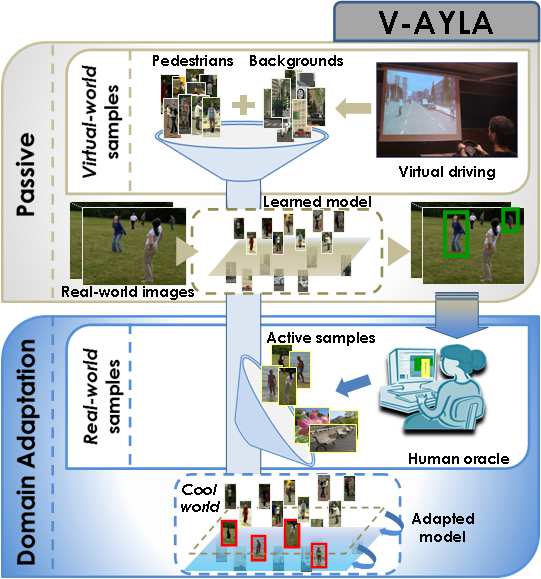 V-AYLA
Pedestrians
Backgrounds
Passive
Virtual-world
samples
Virtual driving
Learned model
Real-world images
Domain Adaptation
Real-world
samples
Active samples
Human oracle
Cool
world
Adapted
model